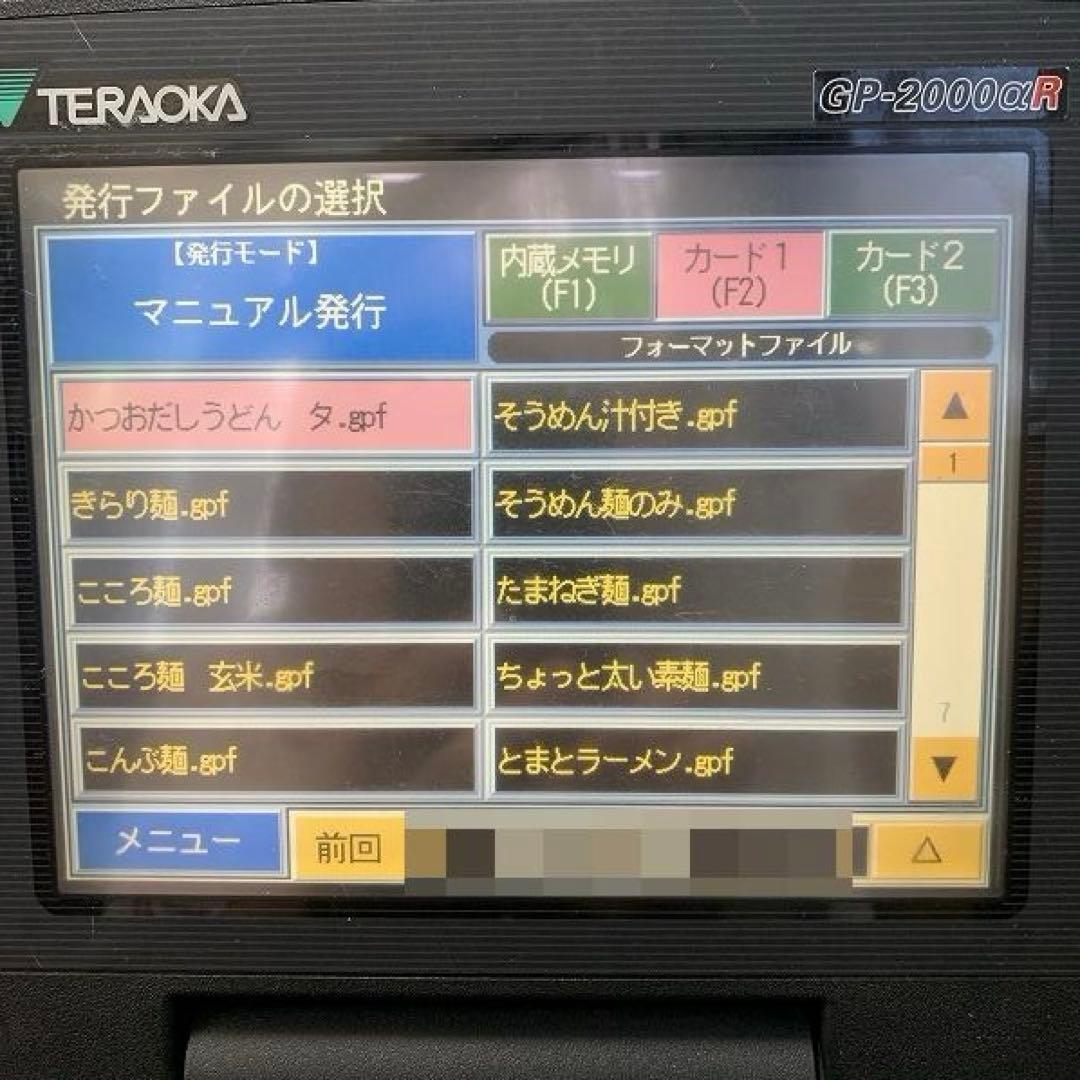 TERAOKA
GP-2000αR
発行ファイルの選択
【発行モード】
マニュアル発行
内蔵メモリ
(F1)
カード1
(F2)
カード2
(F3)
フォーマットファイル
かつおだしうどん タ.gpf
そうめん汁付き.gpf
▲
1
きらり麺.gpf
そうめん麺のみ.gpf
こころ麺.gpf
たまねぎ麺.gpf
こころ麺 玄米.gpf
ちょっと太い素麺.gpf
7
こんぶ麺.gpf
とまとラーメン.gpf
▼
メニュー
前回
△